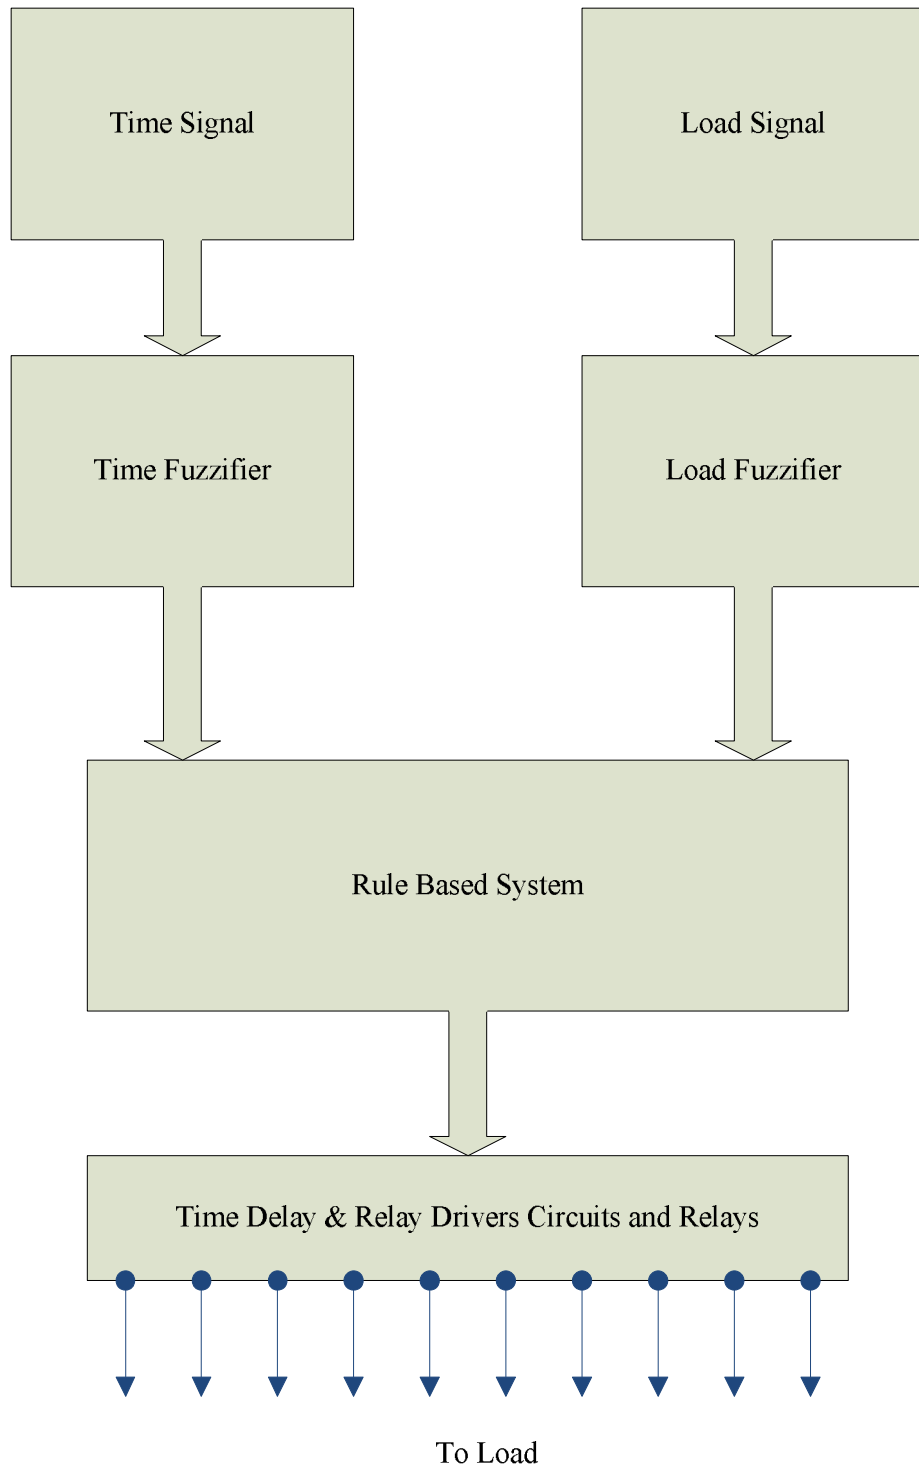 Time Signal
Load Signal
Time Fuzzifier
Load Fuzzifier
Rule Based System
Time Delay & Relay Drivers Circuits and Relays
To Load